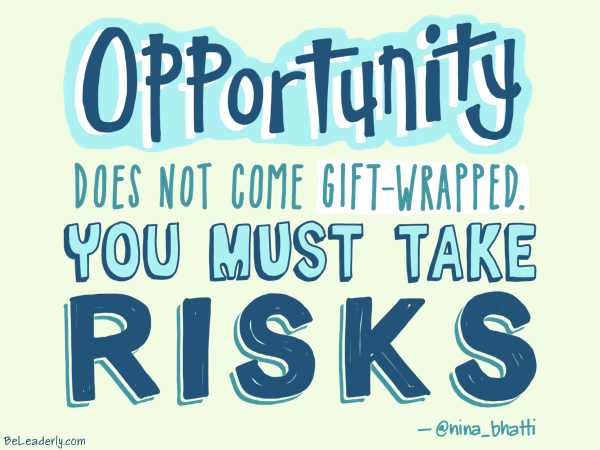 Opportunity
DOES NOT COME GIFT-WRAPPED.
YOU MUST TAKE
RISKS
— @nina_bhatti
BeLeaderly.com